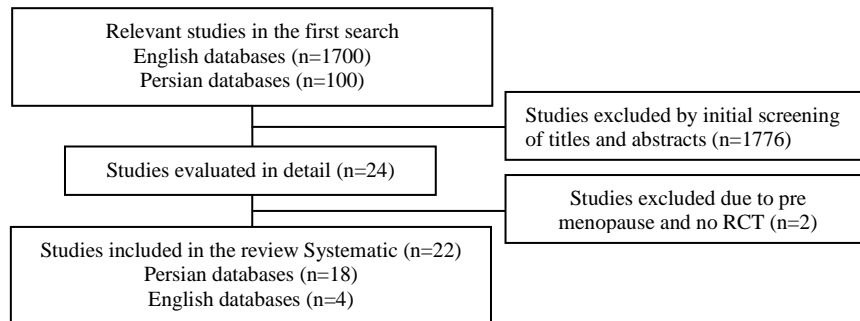 Relevant studies in the first search
English databases (n=1700)
Persian databases (n=100)
Studies excluded by initial screening
of titles and abstracts (n=1776)
Studies evaluated in detail (n=24)
Studies excluded due to pre
menopause and no RCT (n=2)
Studies included in the review Systematic (n=22)
Persian databases (n=18)
English databases (n=4)